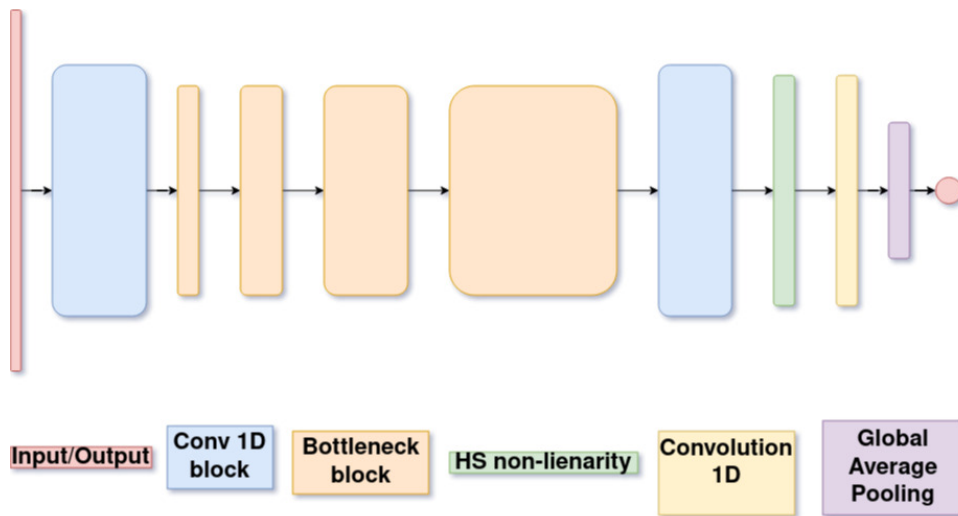 Input/Output
Conv 1D
block
Bottleneck
block
HS non-lienarity
Convolution
1D
Global
Average
Pooling